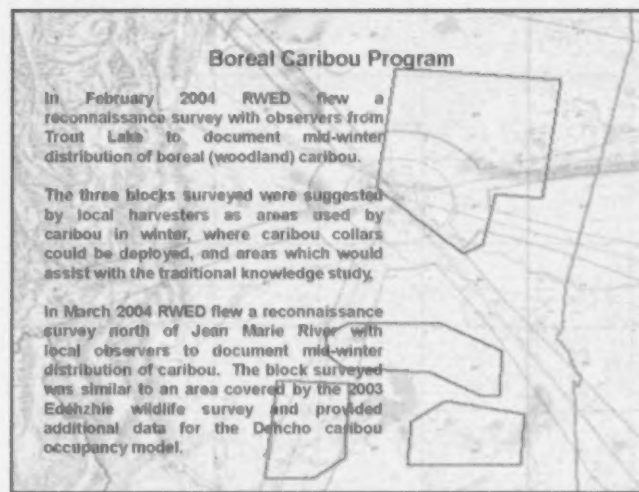 Boreal Caribou Program
In February 2004 RWED flew a
reconnaissance survey with observers from
Trout Lake to document mid-winter
distribution of boreal (woodland) caribou.
The three blocks surveyed were suggested
by local harvesters as areas used by
caribou in winter, where caribou collars
could be deployed, and areas which would
assist with the traditional knowledge study.
In March 2004 RWED flew a reconnaissance
survey north of Jean Marie River with
local observers to document mid-winter
distribution of caribou. The block surveyed
was similar to an area covered by the 2003
Edéhzhíe wildlife survey and provided
additional data for the Dehcho caribou
occupancy model.